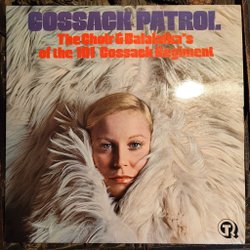 COSSACK PATROL.
The Choir & Balalaika's
of the 101 Cossack Regiment